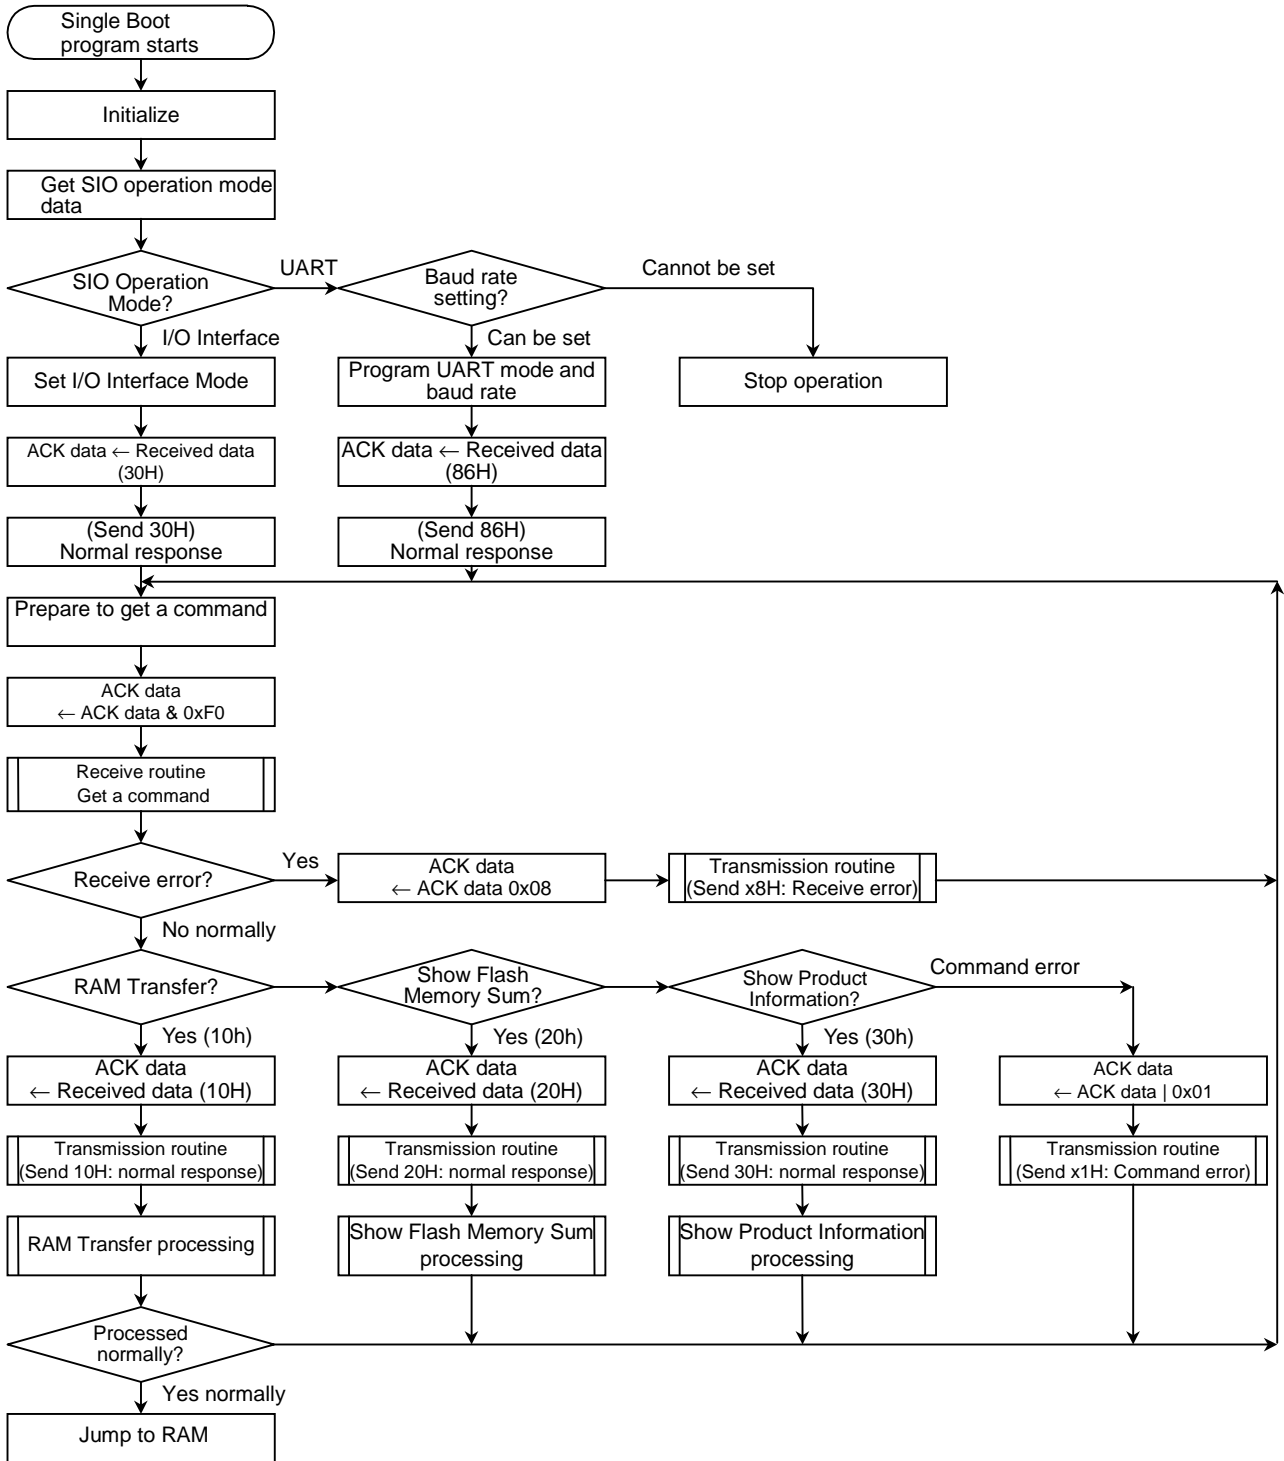 Single Boot
program starts
Initialize
Get SIO operation mode
data
SIO Operation
Mode?
UART
Baud rate
setting?
Cannot be set
I/O Interface
Can be set
Set I/O Interface Mode
Program UART mode and
baud rate
Stop operation
ACK data ← Received data
(30H)
ACK data ← Received data
(86H)
(Send 30H)
Normal response
(Send 86H)
Normal response
Prepare to get a command
ACK data
← ACK data & 0xF0
Receive routine
Get a command
Receive error?
Yes
ACK data
← ACK data 0x08
Transmission routine
(Send x8H: Receive error)
No normally
RAM Transfer?
Show Flash
Memory Sum?
Show Product
Information?
Command error
Yes (10h)
Yes (20h)
Yes (30h)
ACK data
← Received data (10H)
ACK data
← Received data (20H)
ACK data
← Received data (30H)
ACK data
← ACK data | 0x01
Transmission routine
(Send 10H: normal response)
Transmission routine
(Send 20H: normal response)
Transmission routine
(Send 30H: normal response)
Transmission routine
(Send x1H: Command error)
RAM Transfer processing
Show Flash Memory Sum
processing
Show Product Information
processing
Processed
normally?
Yes normally
Jump to RAM